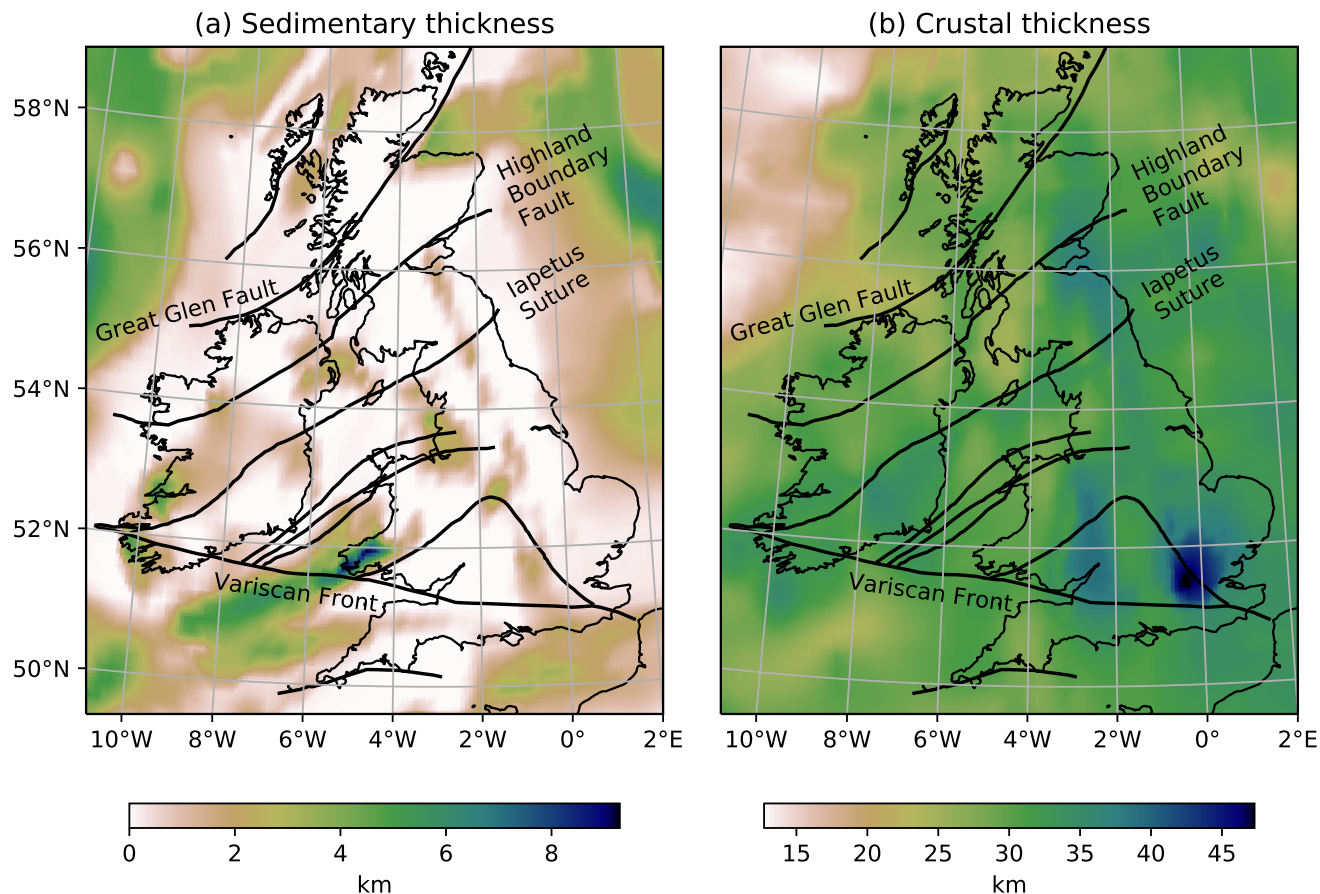 (a) Sedimentary thickness
(b) Crustal thickness
58°N
56°N
54°N
52°N
50°N
Highland
Boundary
Fault
Iapetus
Suture
Great Glen Fault
Variscan Front
10°W 8°W 6°W 4°W 2°W 0° 2°E
Highland
Boundary
Fault
Iapetus
Suture
Great Glen Fault
Variscan Front
10°W 8°W 6°W 4°W 2°W 0° 2°E
0 2 4 6 8
km
15 20 25 30 35 40 45
km